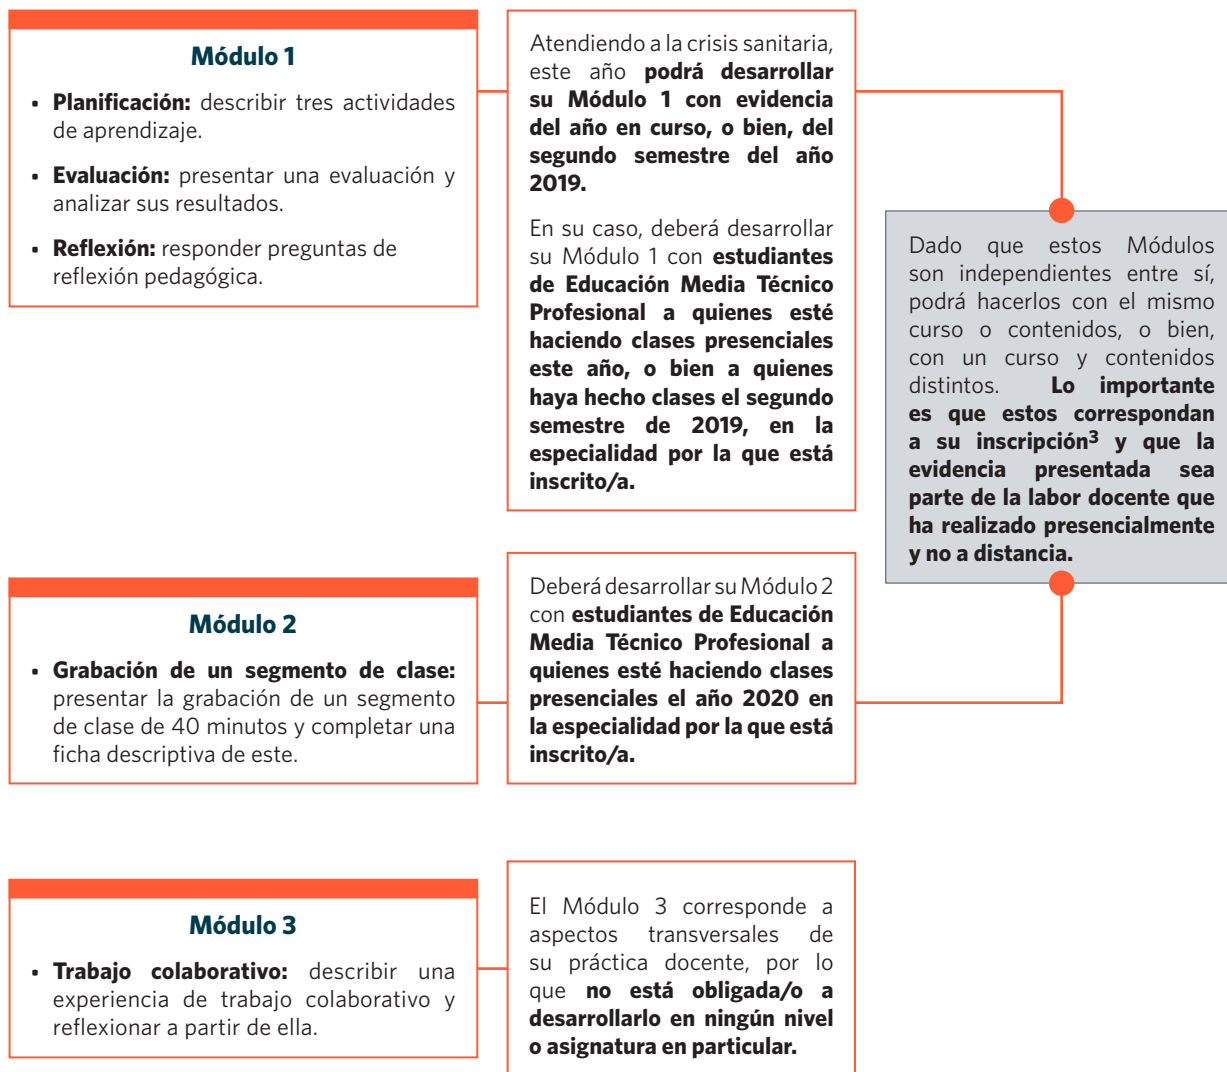 Módulo 1
• Planificación: describir tres actividades
de aprendizaje.
• Evaluación: presentar una evaluación y
analizar sus resultados.
• Reflexión: responder preguntas de
reflexión pedagógica.
Atendiendo a la crisis sanitaria,
este año podrá desarrollar
su Módulo 1 con evidencia
del año en curso, o bien, del
segundo semestre del año
2019.
En su caso, deberá desarrollar
su Módulo 1 con estudiantes
de Educación Media Técnico
Profesional a quienes esté
haciendo clases presenciales
este año, o bien a quienes
haya hecho clases el segundo
semestre de 2019, en la
especialidad por la que está
inscrito/a.
Dado que estos Módulos
son independientes entre sí,
podrá hacerlos con el mismo
curso o contenidos, o bien,
con un curso y contenidos
distintos. Lo importante
es que estos correspondan
a su inscripción³ y que la
evidencia presentada sea
parte de la labor docente que
ha realizado presencialmente
y no a distancia.
Módulo 2
• Grabación de un segmento de clase:
presentar la grabación de un segmento
de clase de 40 minutos y completar una
ficha descriptiva de este.
Deberá desarrollar su Módulo 2
con estudiantes de Educación
Media Técnico Profesional a
quienes esté haciendo clases
presenciales el año 2020 en
la especialidad por la que está
inscrito/a.
Módulo 3
• Trabajo colaborativo: describir una
experiencia de trabajo colaborativo y
reflexionar a partir de ella.
El Módulo 3 corresponde a
aspectos transversales de
su práctica docente, por lo
que no está obligada/o a
desarrollarlo en ningún nivel
o asignatura en particular.